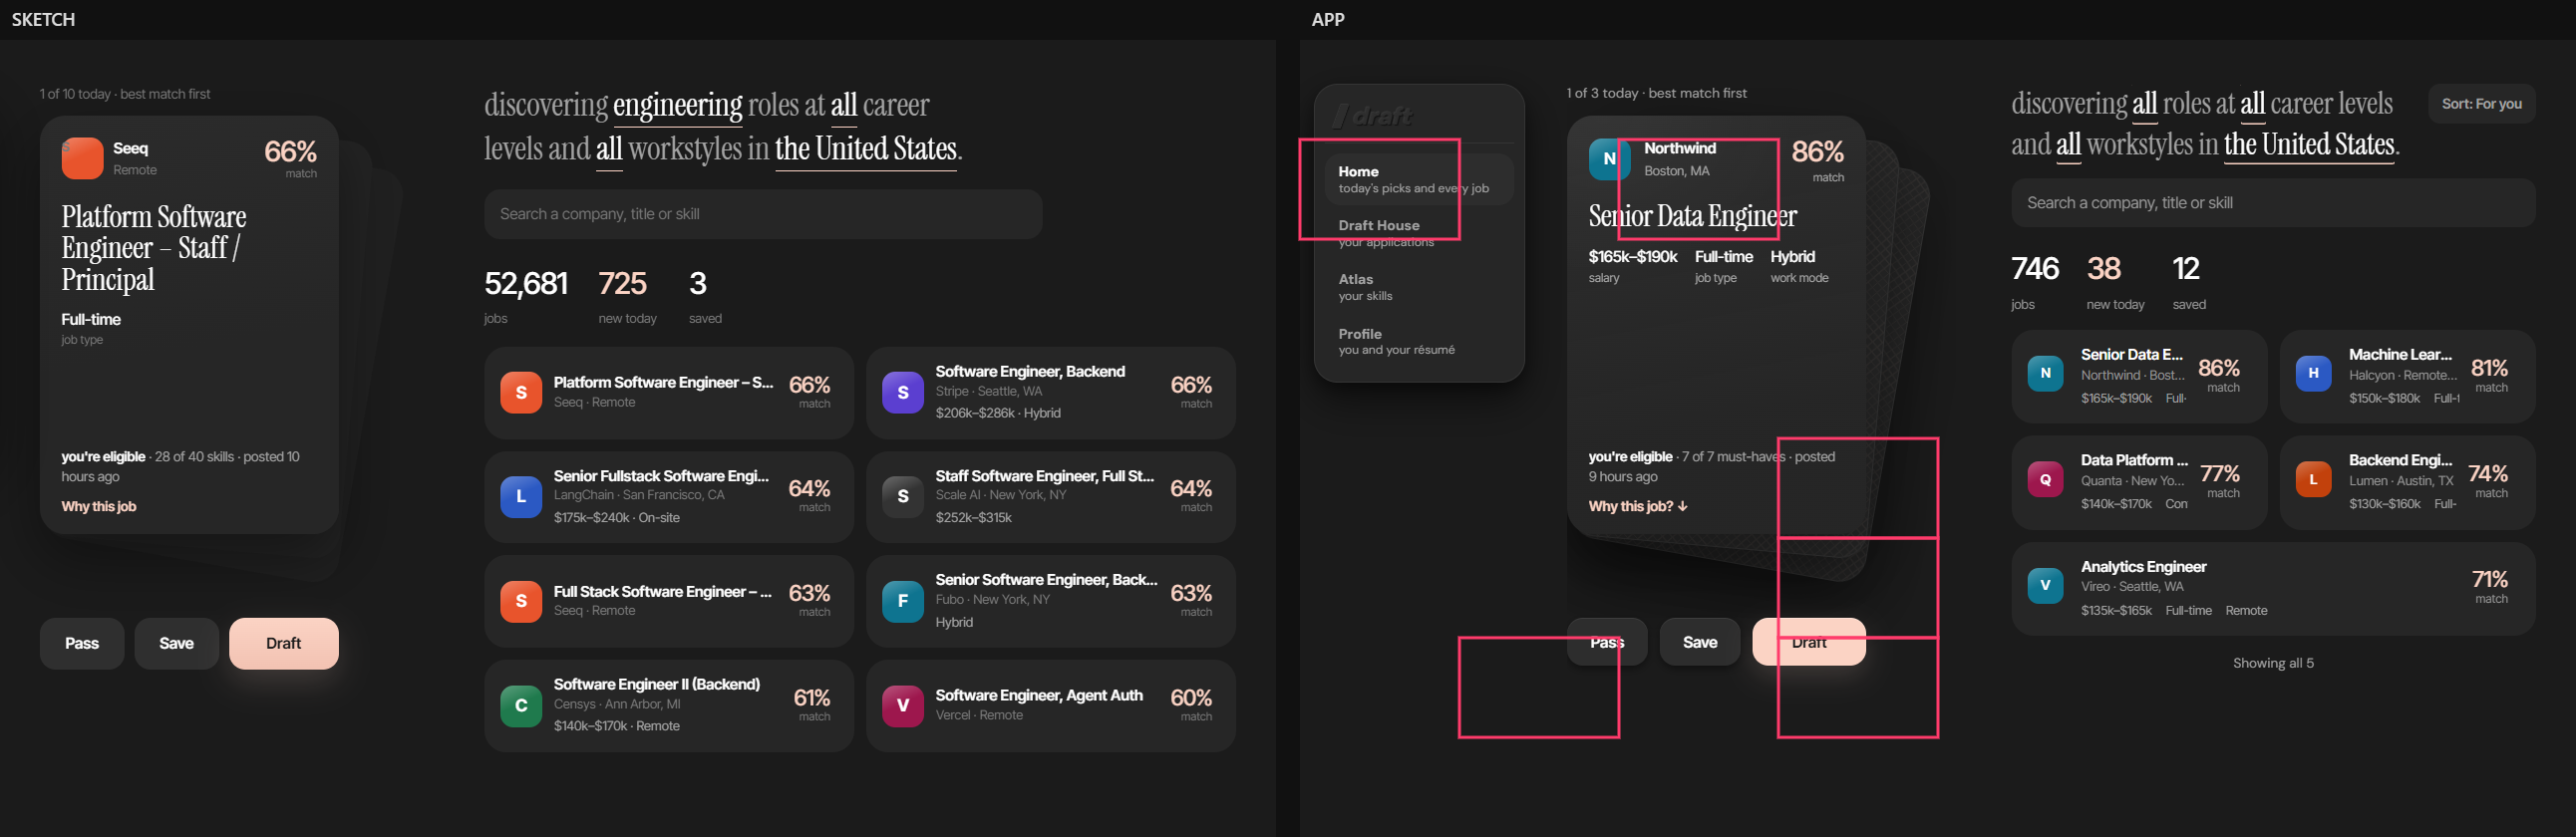 SKETCH
1 of 10 today · best match first
S
Seeq
Remote
66%
match
Platform Software
Engineer – Staff /
Principal
Full-time
job type
you're eligible · 28 of 40 skills · posted 10
hours ago
Why this job
Pass
Save
Draft
discovering engineering roles at all career
levels and all workstyles in the United States.
Search a company, title or skill
52,681
jobs
725
new today
3
saved
S
Platform Software Engineer – S...
Seeq · Remote
66%
match
S
Software Engineer, Backend
Stripe · Seattle, WA
$206k–$286k · Hybrid
66%
match
L
Senior Fullstack Software Engi...
LangChain · San Francisco, CA
$175k–$240k · On-site
64%
match
S
Staff Software Engineer, Full St...
Scale AI · New York, NY
$252k–$315k
64%
match
S
Full Stack Software Engineer – ...
Seeq · Remote
63%
match
F
Senior Software Engineer, Back...
Fubo · New York, NY
Hybrid
63%
match
C
Software Engineer II (Backend)
Censys · Ann Arbor, MI
$140k–$170k · Remote
61%
match
V
Software Engineer, Agent Auth
Vercel · Remote
60%
match
APP
draft
Home
today's picks and every job
Draft House
your applications
Atlas
your skills
Profile
you and your résumé
1 of 3 today · best match first
N
Northwind
Boston, MA
86%
match
Senior Data Engineer
$165k–$190k
salary
Full-time
job type
Hybrid
work mode
you're eligible · 7 of 7 must-haves · posted
9 hours ago
Why this job? ↓
Pass
Save
Draft
discovering all roles at all career levels
and all workstyles in the United States.
Sort: For you
Search a company, title or skill
746
jobs
38
new today
12
saved
N
Senior Data E...
Northwind · Bost...
$165k–$190k Full-
86%
match
H
Machine Lear...
Halcyon · Remote...
$150k–$180k Full-t
81%
match
Q
Data Platform ...
Quanta · New Yo...
$140k–$170k Con
77%
match
L
Backend Engi...
Lumen · Austin, TX
$130k–$160k Full-
74%
match
V
Analytics Engineer
Vireo · Seattle, WA
$135k–$165k Full-time Remote
71%
match
Showing all 5